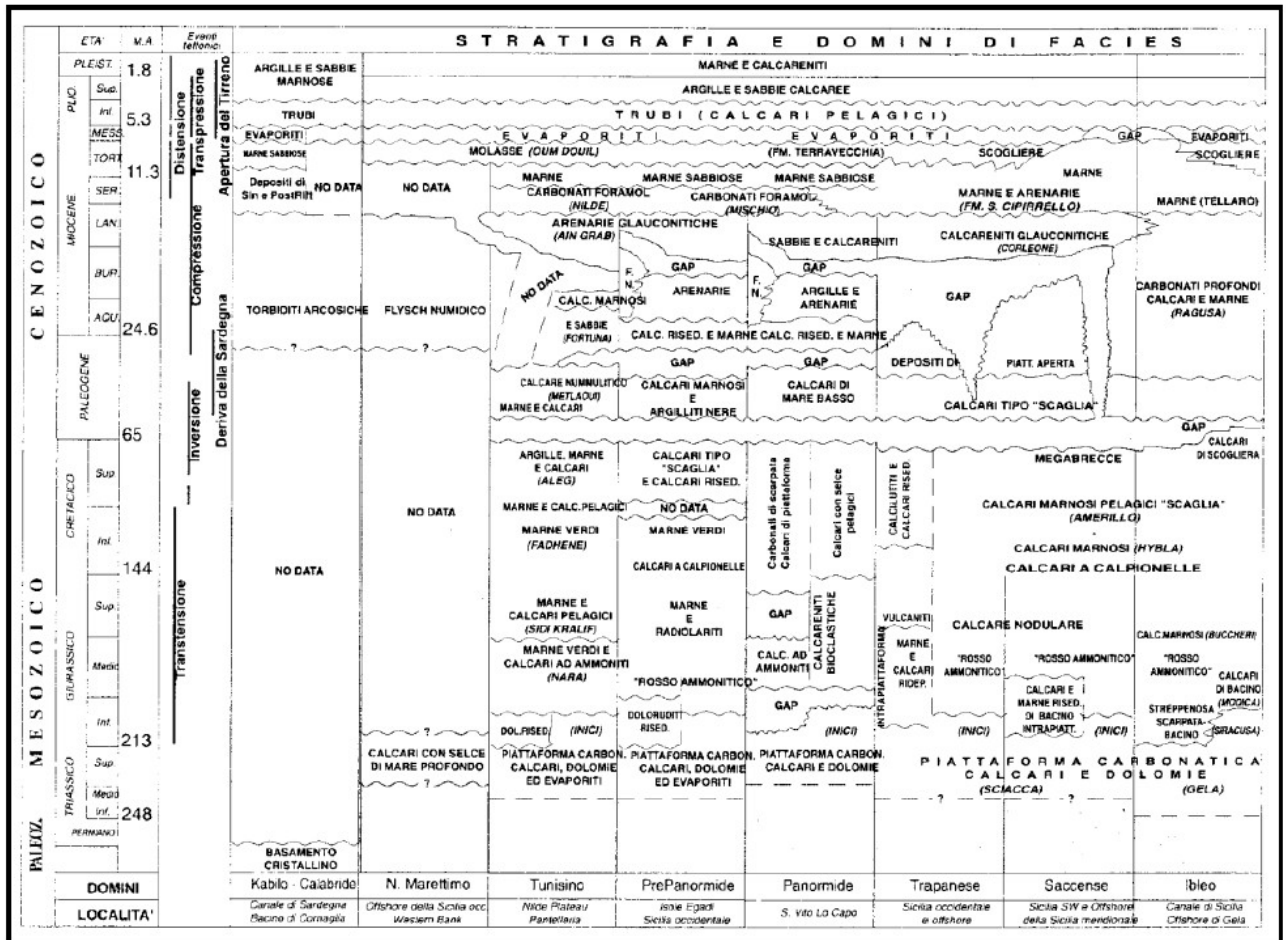 ETA' M.A. Eventi tettonici STRATIGRAFIA E DOMINI DI FACIES
PLEIST. 1.8 ARGILLE E SABBIE MARNOSE MARNE E CALCARENITI
PLIO. Sup. ARGILLE E SABBIE CALCAREE
Inf. 5.3 TRUBI TRUBI (CALCARI PELAGICI)
MESS. EVAPORITI EVAPORITI EVAPORITI GAP EVAPORITI
TORT. 11.3 MARNE SABBIOSE MOLASSE (OUM DOUIL) (FM. TERRAVECCHIA) SCOGLIERE SCOGLIERE
MARNE MARNE SABBIOSE MARNE SABBIOSE MARNE
SER. Depositi di Sin e PostRift NO DATA NO DATA CARBONATI FORAMOL (NILDE) CARBONATI FORAMOL (MISCHIO) MARNE E ARENARIE (FM. S. CIPIRRELLO) MARNE (TELLARO)
LAN. ARENARIE GLAUCONITICHE (AIN GRAB) SABBIE E CALCARENITI CALCARENITI GLAUCONITICHE (CORLEONE)
MIOCENE
BUR. NO DATA F. N. GAP F. N. GAP GAP
ARENARIE ARGILLE E ARENARIE CARBONATI PROFONDI CALCARI E MARNE (RAGUSA)
AQU. 24.6 TORBIDITI ARCOSICHE FLYSCH NUMIDICO CALC. MARNOSI E SABBIE (FORTUNA) CALC. RISED. E MARNE CALC. RISED. E MARNE
? ?
PALEOGENE GAP GAP DEPOSITI DI PIATT. APERTA
CALCARE NUMMULITICO (METLAOUI) CALCARI MARNOSI E ARGILLITI NERE CALCARI DI MARE BASSO CALCARI TIPO "SCAGLIA"
MARNE E CALCARI
65 GAP
CENOZOICO
Distensione
Transpressione
Apertura del Tirreno
Compressione
Deriva della Sardegna
Inversione
Transtensione
CRETACICO Sup. ARGILLE, MARNE E CALCARI (ALEG) CALCARI TIPO "SCAGLIA" E CALCARI RISED. MEGABRECCE CALCARI DI SCOGLIERA
Carbonati di scarpata Calcari di piattaforma
Calcari con selce pelagici
CALCILUTITI E CALCARI RISED.
NO DATA MARNE E CALC.PELAGICI NO DATA CALCARI MARNOSI PELAGICI "SCAGLIA" (AMERILLO)
Inf. MARNE VERDI (FADHENE) MARNE VERDI CALCARI MARNOSI (HYBLA)
144 NO DATA CALCARI A CALPIONELLE CALCARI A CALPIONELLE
GIURASSICO Sup. MARNE E CALCARI PELAGICI (SIDI KRALIF) MARNE E RADIOLARITI GAP CALCARENITI BIOCLASTICHE VULCANITI CALCARE NODULARE CALC.MARNOSI (BUCCHERI)
Medio MARNE VERDI E CALCARI AD AMMONITI (NARA) "ROSSO AMMONITICO" CALC. AD AMMONITI INTRAPIATTAFORMA MARNE E CALCARI RIDEP. "ROSSO AMMONITICO" "ROSSO AMMONITICO" "ROSSO AMMONITICO" CALCARI DI BACINO (MODICA)
Inf. 213 ? DOL.RISED. (INICI) DOLORUDITI RISED. GAP (INICI) (INICI) CALCARI E MARNE RISED. DI BACINO INTRAPIATT. (INICI) STREPPENOSA SCARPATA-BACINO (SIRACUSA)
TRIASSICO Sup. CALCARI CON SELCE DI MARE PROFONDO PIATTAFORMA CARBON. CALCARI, DOLOMIE ED EVAPORITI PIATTAFORMA CARBON. CALCARI, DOLOMIE ED EVAPORITI PIATTAFORMA CARBON. CALCARI E DOLOMIE PIATTAFORMA CARBONATICA CALCARI E DOLOMIE (SCIACCA) (GELA)
Medio ? ? ?
Inf. 248
MESOZOICO
PERMIANO
PALEOZ.
BASAMENTO CRISTALLINO
DOMINI Kabilo - Calabride N. Marettimo Tunisino PrePanormide Panormide Trapanese Saccense Ibleo
LOCALITA' Canale di Sardegna Bacino di Cornaglia Offshore della Sicilia occ. Western Bank Nilde Plateau Pantelleria Isole Egadi Sicilia occidentale S. Vito Lo Capo Sicilia occidentale e offshore Sicilia SW e Offshore della Sicilia meridionale Canale di Sicilia Offshore di Gela